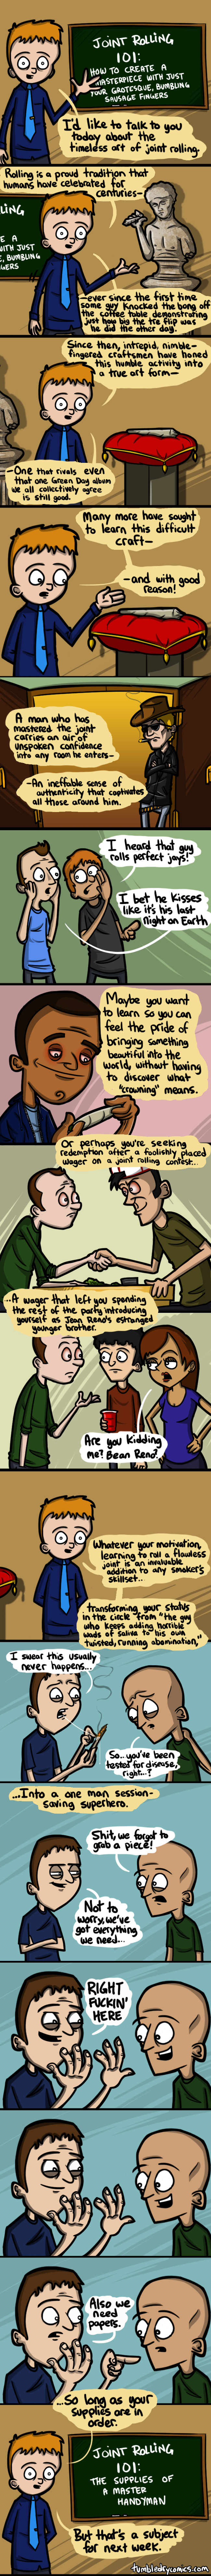 JOINT ROLLING
101:
HOW TO CREATE A
MASTERPIECE WITH JUST
YOUR GROTESQUE, BUMBLING
SAUSAGE FINGERS
I'd like to talk to you
today about the
timeless art of joint rolling.
Rolling is a proud tradition that
humans have celebrated for
centuries-
LING
E A
WITH JUST
E, BUMBLING
GERS
-ever since the first time
some guy knocked the bong off
the coffee table demonstrating
just how big the tre flip was
he did the other day.
Since then, intrepid, nimble-
fingered craftsmen have honed
this humble activity into
a true art form-
-One that rivals even
that one Green Day album
we all collectively agree
is still good.
Many more have sought
to learn this difficult
craft-
-and with good
reason!
A man who has
mastered the joint
carries an air of
unspoken confidence
into any room he enters-
-An ineffable sense of
authenticity that captivates
all those around him.
I heard that guy
rolls perfect jays!
I bet he kisses
like it's his last
night on Earth
Maybe you want
to learn so you can
feel the pride of
bringing something
beautiful into the
world, without having
to discover what
"crowning" means.
Or perhaps you're seeking
redemption after a foolishly placed
wager on a joint rolling contest...
...A wager that left you spending
the rest of the party introducing
yourself as Jean Reno's estranged
younger brother.
Are you kidding
me? Bean Reno?
Whatever your motivation,
learning to roll a flawless
joint is an invaluable
addition to any smoker's
skillset..
transforming your status
in the circle from "the guy
who keeps adding horrible
wads of saliva to his own
twisted, running abomination,"
I swear this usually
never happens...
So.. you've been
tested for disease,
right...?
...Into a one man session-
saving superhero.
Shit, we forgot to
grab a piece!
Not to
worry, we've
got everything
we need...
RIGHT
FUCKIN'
HERE
Also we
need
papers.
...So long as your
supplies are in
order.
JOINT ROLLING
101:
THE SUPPLIES OF
A MASTER
HANDYMAN
But that's a subject
for next week.
tumbledrycomics.com